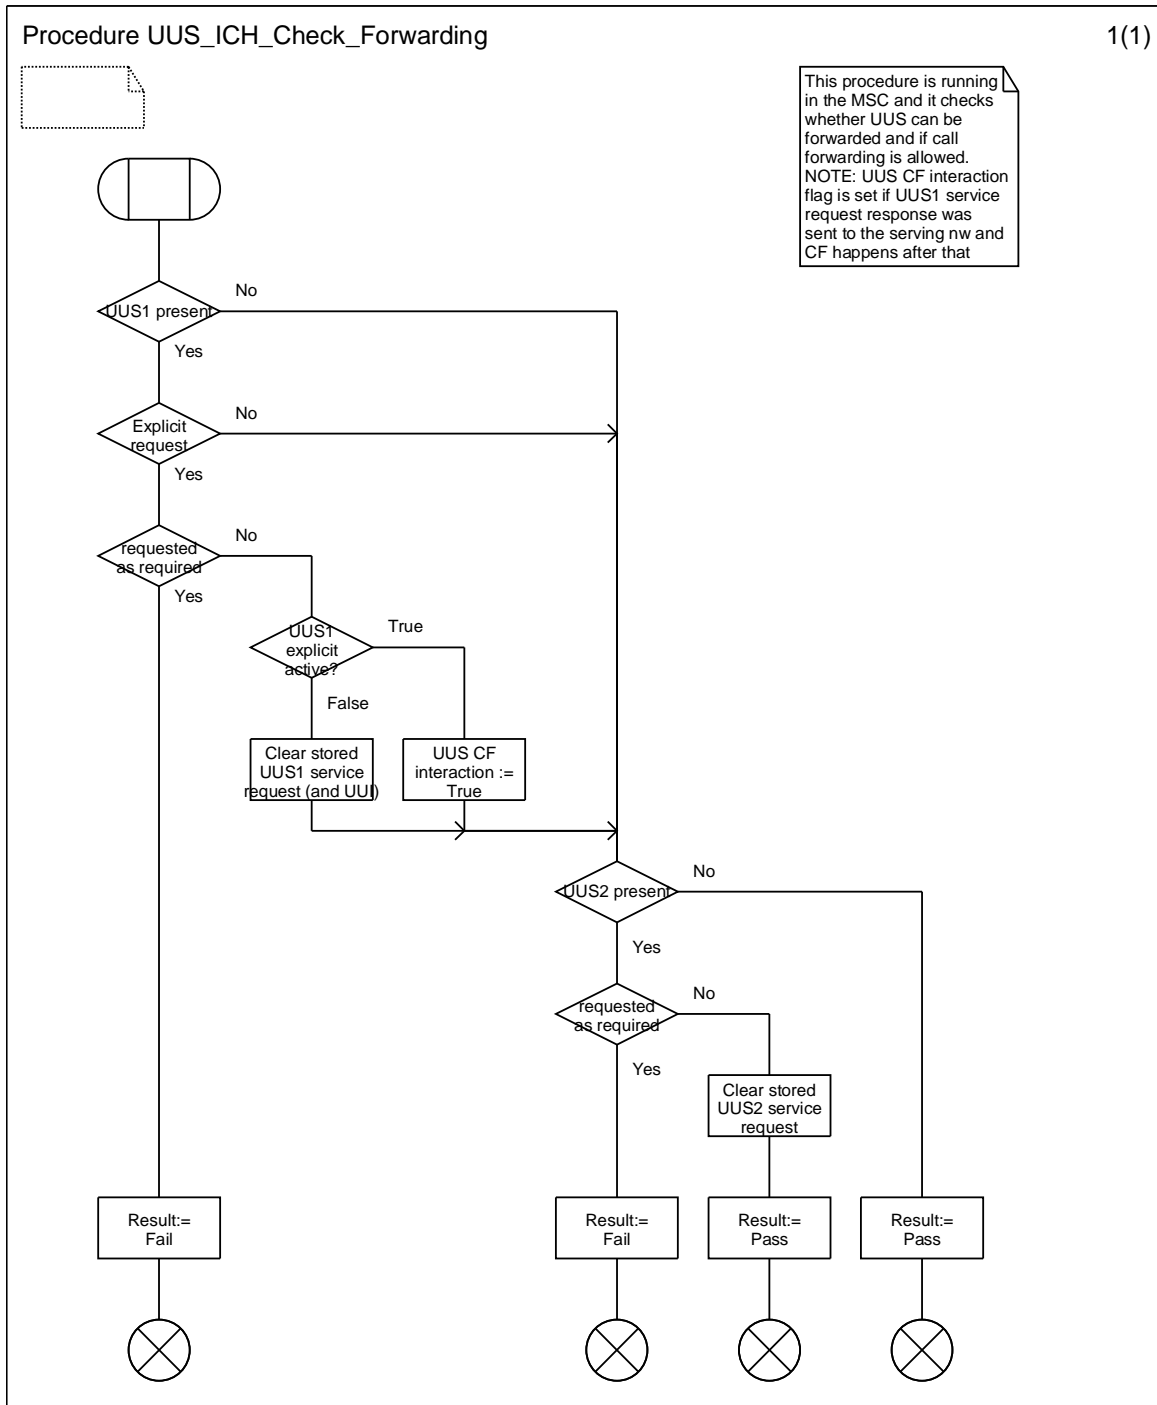 Procedure UUS_ICH_Check_Forwarding
1(1)
This procedure is running
in the MSC and it checks
whether UUS can be
forwarded and if call
forwarding is allowed.
NOTE: UUS CF interaction
flag is set if UUS1 service
request response was
sent to the serving nw and
CF happens after that
No
UUS1 present
Yes
No
Explicit
request
Yes
No
requested
as required
Yes
True
UUS1
explicit
active?
False
Clear stored
UUS1 service
request (and UUI)
UUS CF
interaction :=
True
No
UUS2 present
Yes
No
requested
as required
Yes
Clear stored
UUS2 service
request
Result:=
Fail
Result:=
Fail
Result:=
Pass
Result:=
Pass